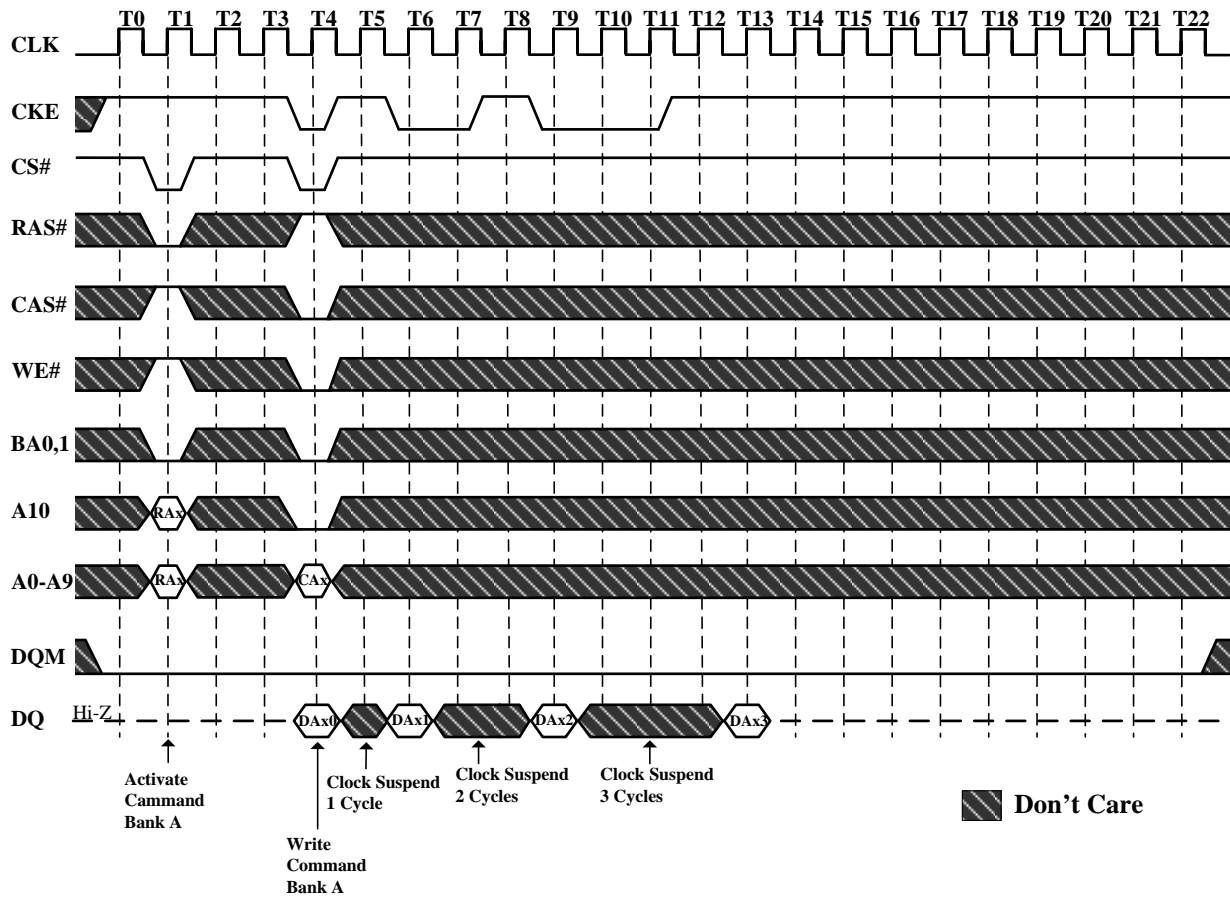 T0 T1 T2 T3 T4 T5 T6 T7 T8 T9 T10 T11 T12 T13 T14 T15 T16 T17 T18 T19 T20 T21 T22
CLK
CKE
CS#
RAS#
CAS#
WE#
BA0,1
A10 RAx
A0-A9 RAx CAx
DQM
DQ Hi-Z DAx0 DAx1 DAx2 DAx3
Activate
Cammand
Bank A
Write
Command
Bank A
Clock Suspend
1 Cycle
Clock Suspend
2 Cycles
Clock Suspend
3 Cycles
Don't Care